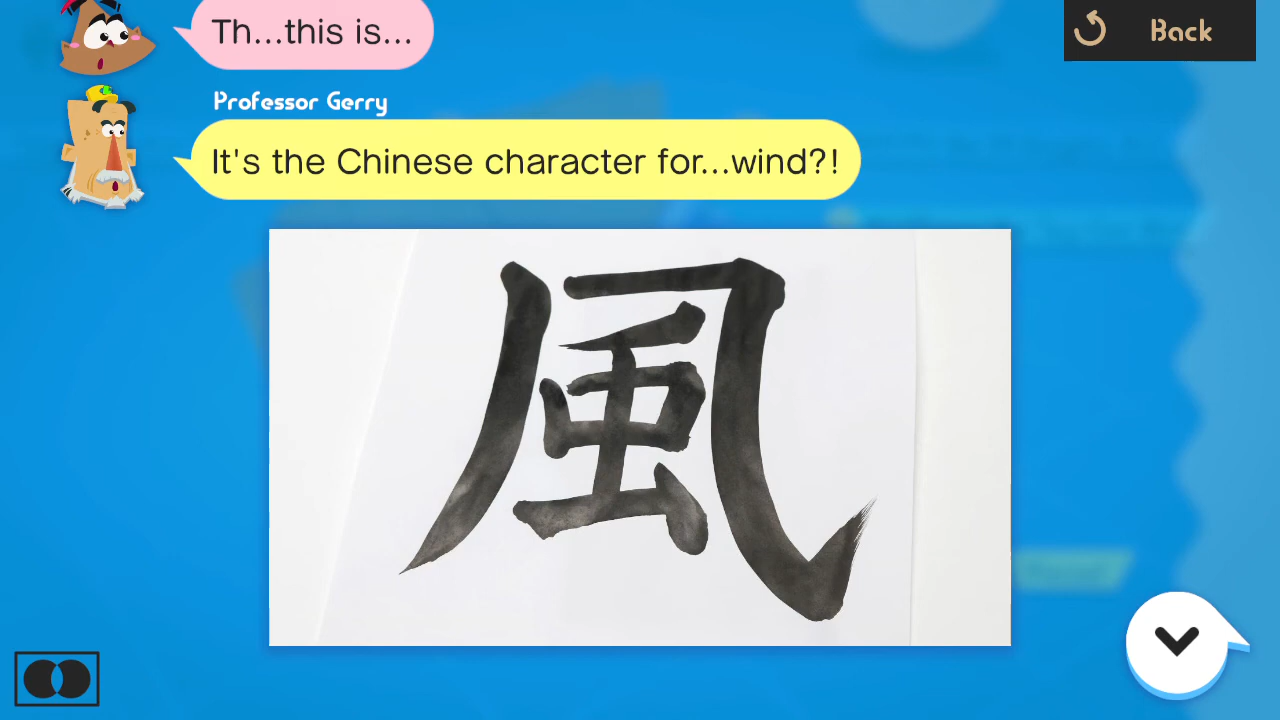 Th...this is...
Back
Professor Gerry
It's the Chinese character for...wind?!
風